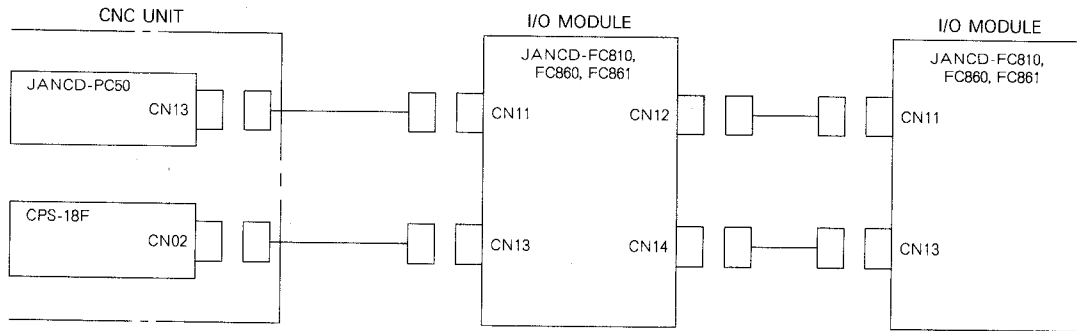 CNC UNIT
JANCD-PC50
CN13
CPS-18F
CN02
I/O MODULE
JANCD-FC810,
FC860, FC861
CN11
CN12
CN13
CN14
I/O MODULE
JANCD-FC810,
FC860, FC861
CN11
CN13